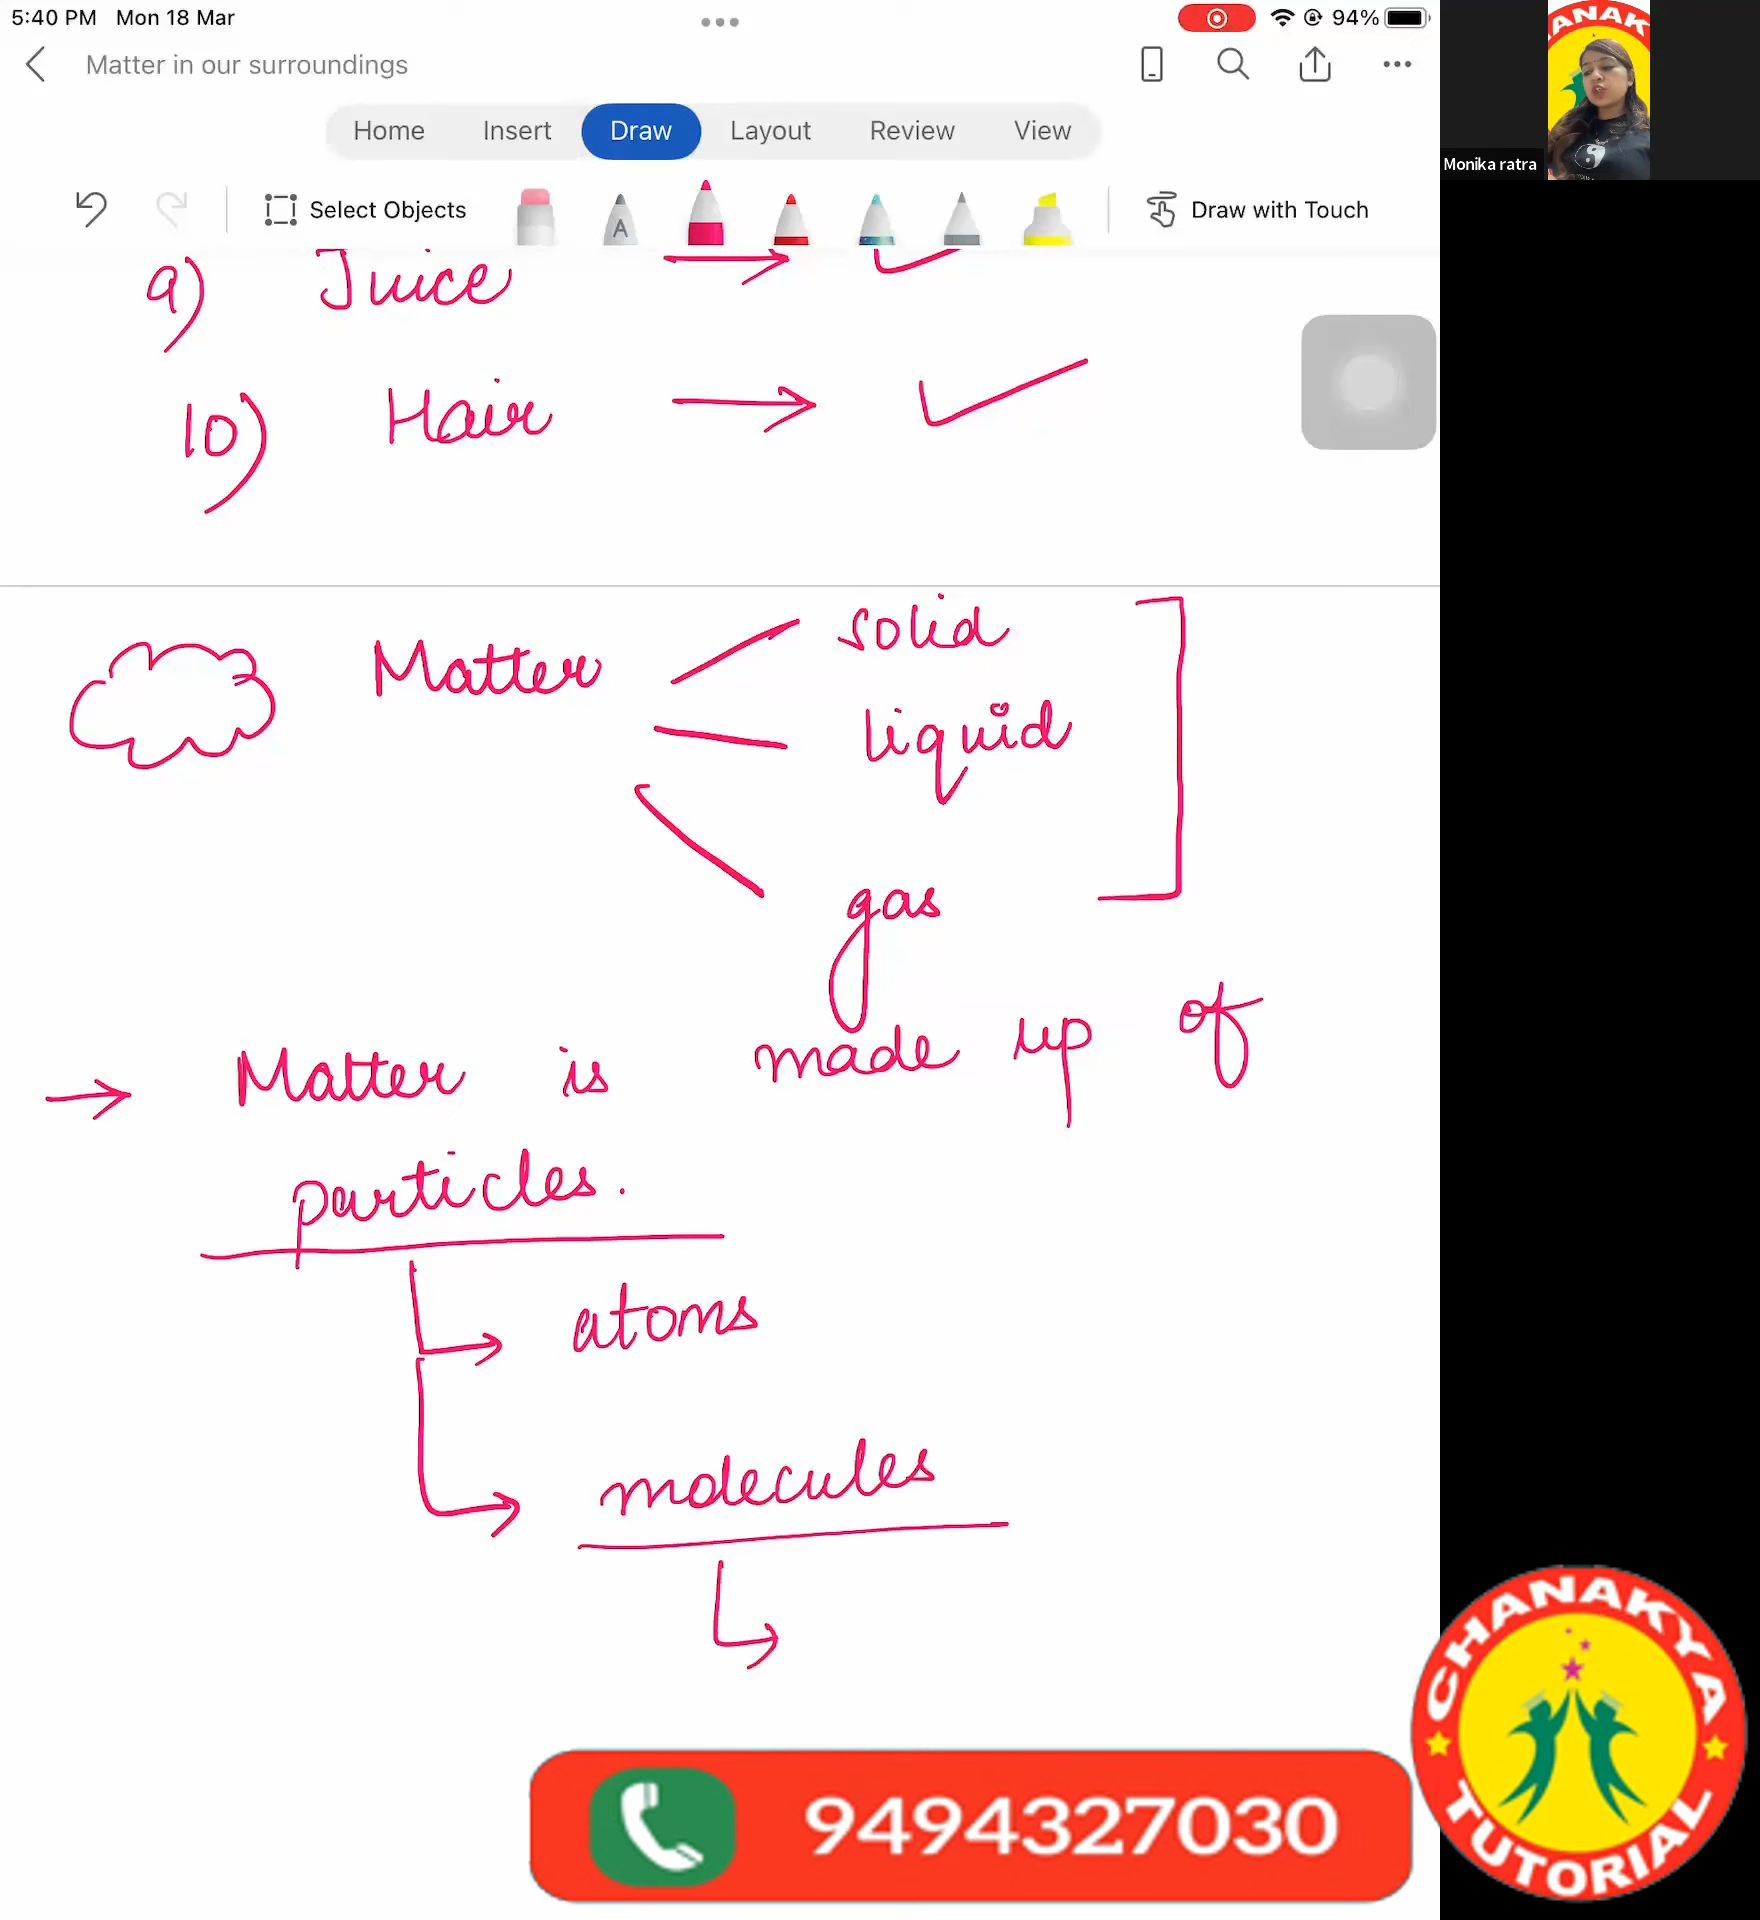 5:40 PM Mon 18 Mar
94%
Matter in our surroundings
Home Insert Draw Layout Review View
Select Objects
A
Draw with Touch
ANAK
Monika ratra
9) Juice
10) Hair
Matter
solid
liquid
gas
Matter is made up of
particles.
atoms
molecules
9494327030
CHANAKYA
TUTORIAL